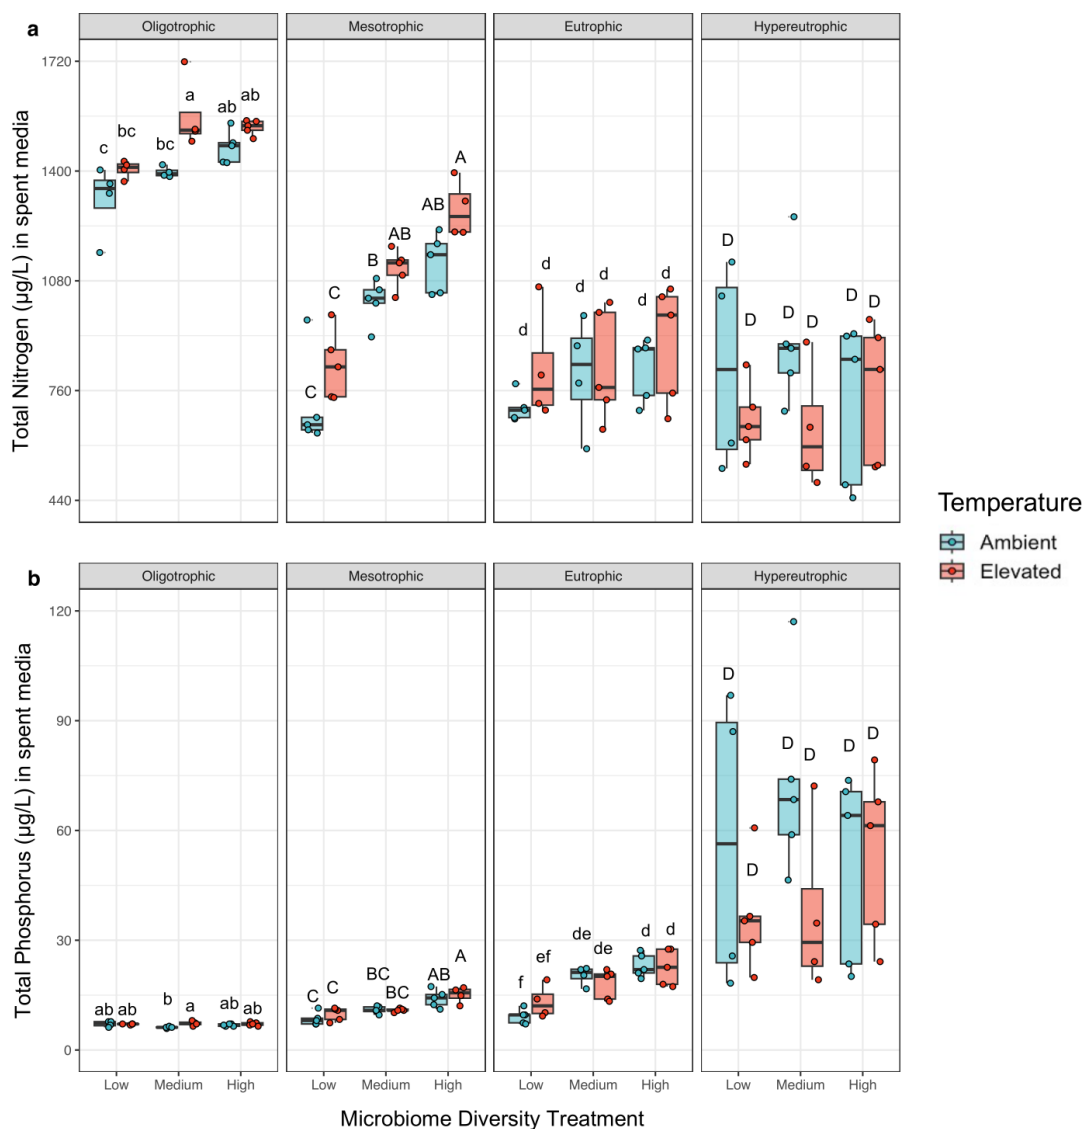 a
Oligotrophic Mesotrophic Eutrophic Hypereutrophic
Total Nitrogen (µg/L) in spent media
1720
1400
1080
760
440
c bc bc a ab ab
C C B AB AB A
d d d d d d
D D D D D D
Temperature
Ambient
Elevated
b
Oligotrophic Mesotrophic Eutrophic Hypereutrophic
Total Phosphorus (µg/L) in spent media
120
90
60
30
0
ab ab b a ab ab
C C BC BC AB A
f ef de de d d
D D D D D D
Low Medium High Low Medium High Low Medium High Low Medium High
Microbiome Diversity Treatment